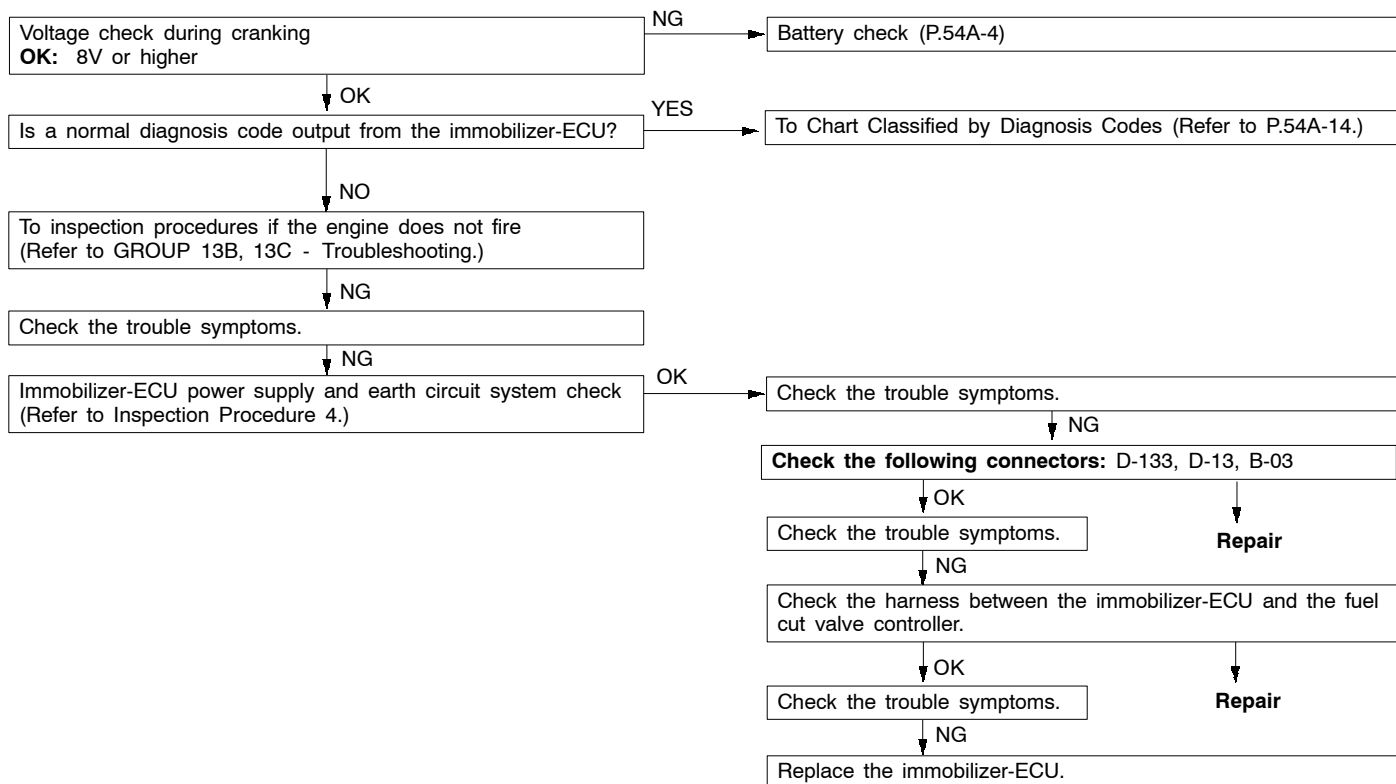 Voltage check during cranking
OK: 8V or higher
NG
Battery check (P.54A-4)
OK
Is a normal diagnosis code output from the immobilizer-ECU?
YES
To Chart Classified by Diagnosis Codes (Refer to P.54A-14.)
NO
To inspection procedures if the engine does not fire
(Refer to GROUP 13B, 13C - Troubleshooting.)
NG
Check the trouble symptoms.
NG
Immobilizer-ECU power supply and earth circuit system check
(Refer to Inspection Procedure 4.)
OK
Check the trouble symptoms.
NG
Check the following connectors: D-133, D-13, B-03
OK
Check the trouble symptoms.
Repair
NG
Check the harness between the immobilizer-ECU and the fuel
cut valve controller.
OK
Check the trouble symptoms.
Repair
NG
Replace the immobilizer-ECU.